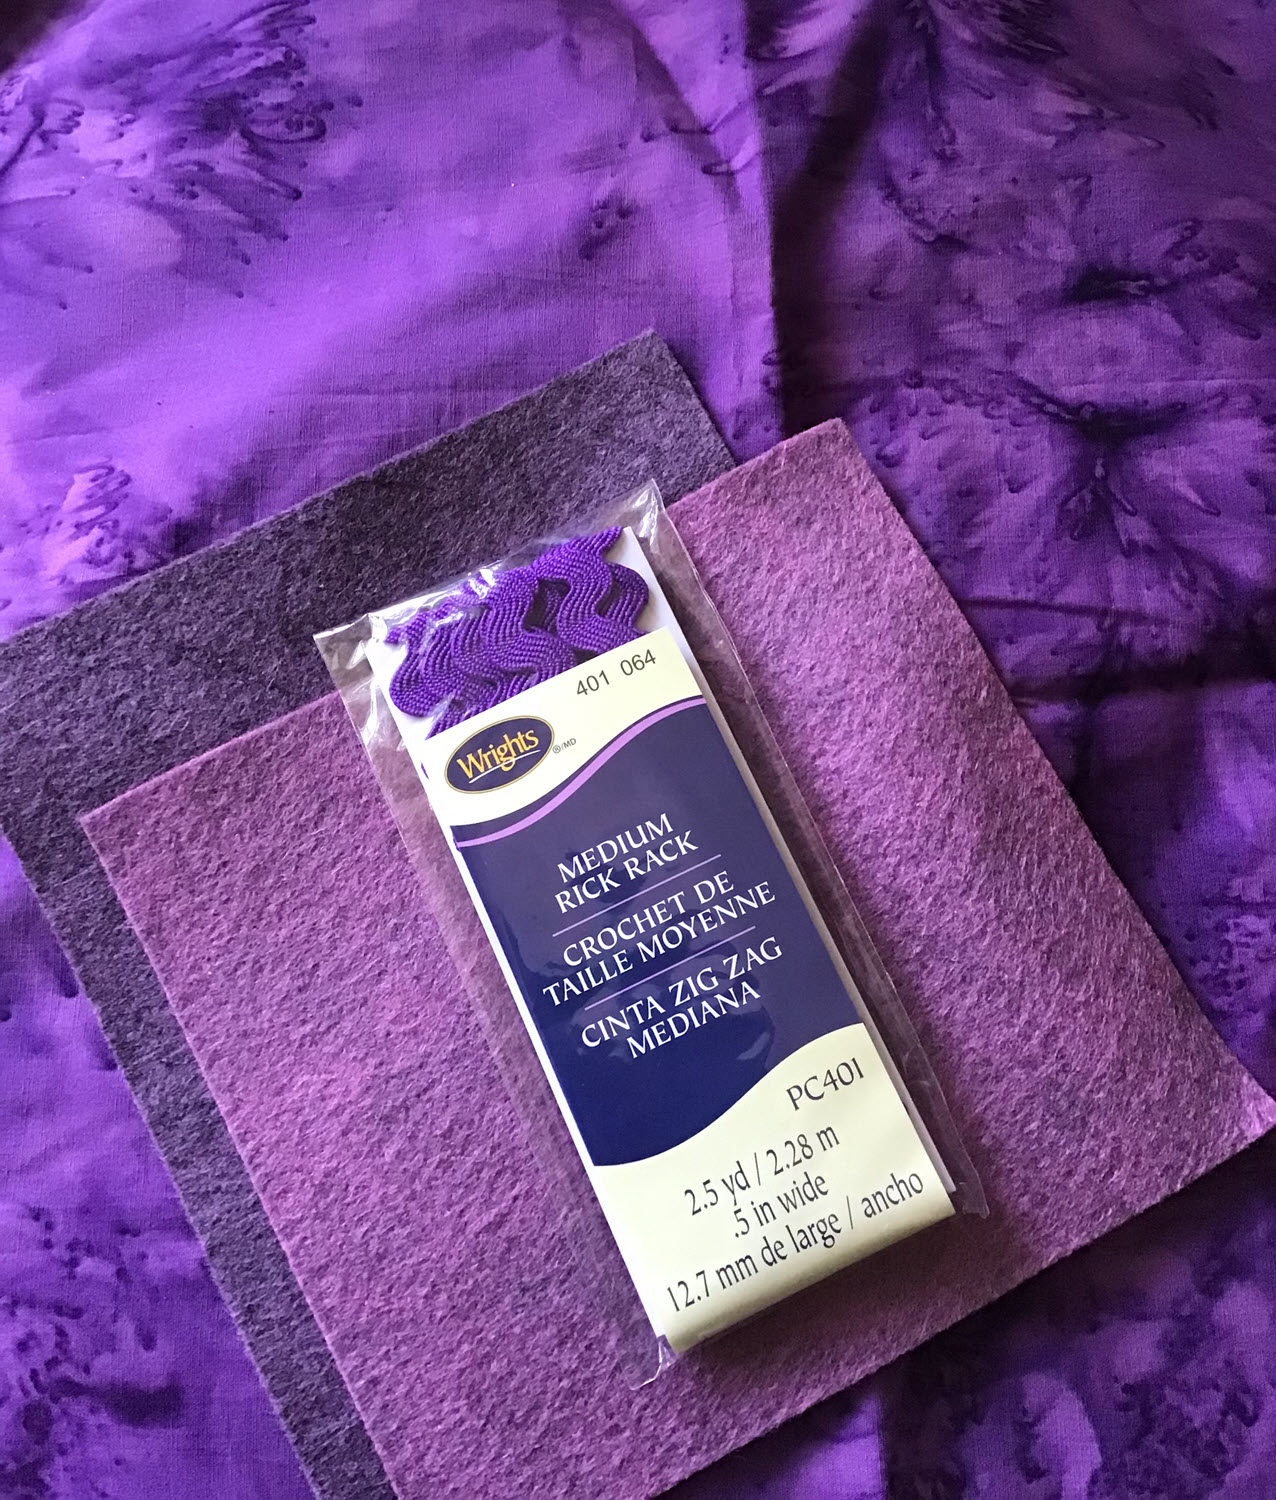 401 064
Wrights ®/MD
MEDIUM
RICK RACK
CROCHET DE
TAILLE MOYENNE
CINTA ZIG ZAG
MEDIANA
PC401
2.5 yd / 2.28 m
.5 in wide
12.7 mm de large / ancho